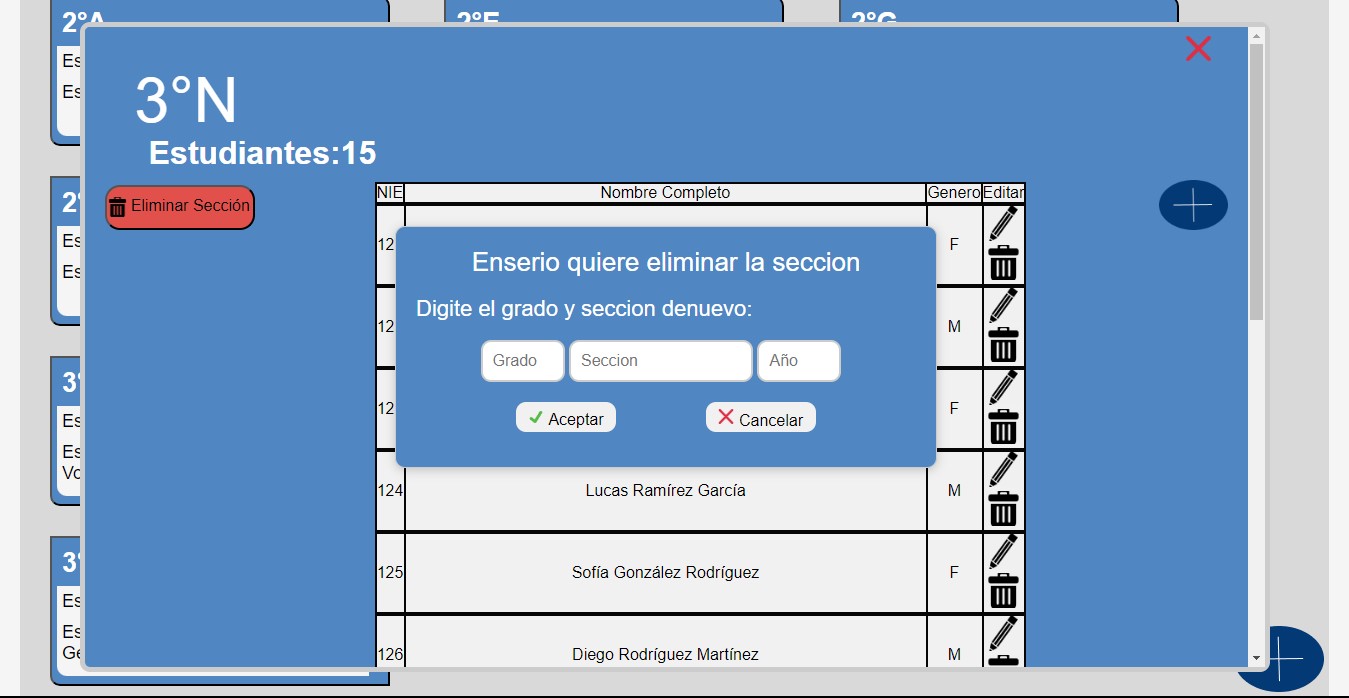 2°A
2°E
2°G
Es
Es
3°N
Estudiantes:15
Eliminar Sección
NIE Nombre Completo Genero Editar
2°
Es
Es
12 F
Enserio quiere eliminar la seccion
Digite el grado y seccion denuevo:
12 M
Grado Seccion Año
Aceptar Cancelar
3°
Es
Es
Vo
12 F
124 Lucas Ramírez García M
125 Sofía González Rodríguez F
3°
Es
Es
Ge
126 Diego Rodríguez Martínez M